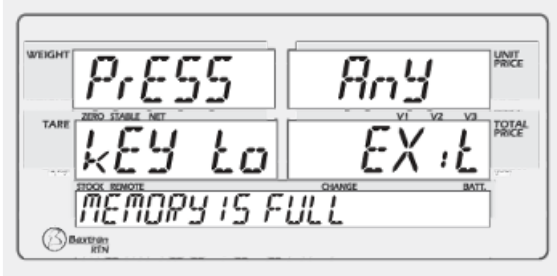 WEIGHT PrESS AnY UNIT PRICE
ZERO STABLE NET V1 V2 V3
TARE kEY to EXit TOTAL PRICE
STOCK REMOTE CHANGE BATT.
MEMORY IS FULL
Baxtran
RTN